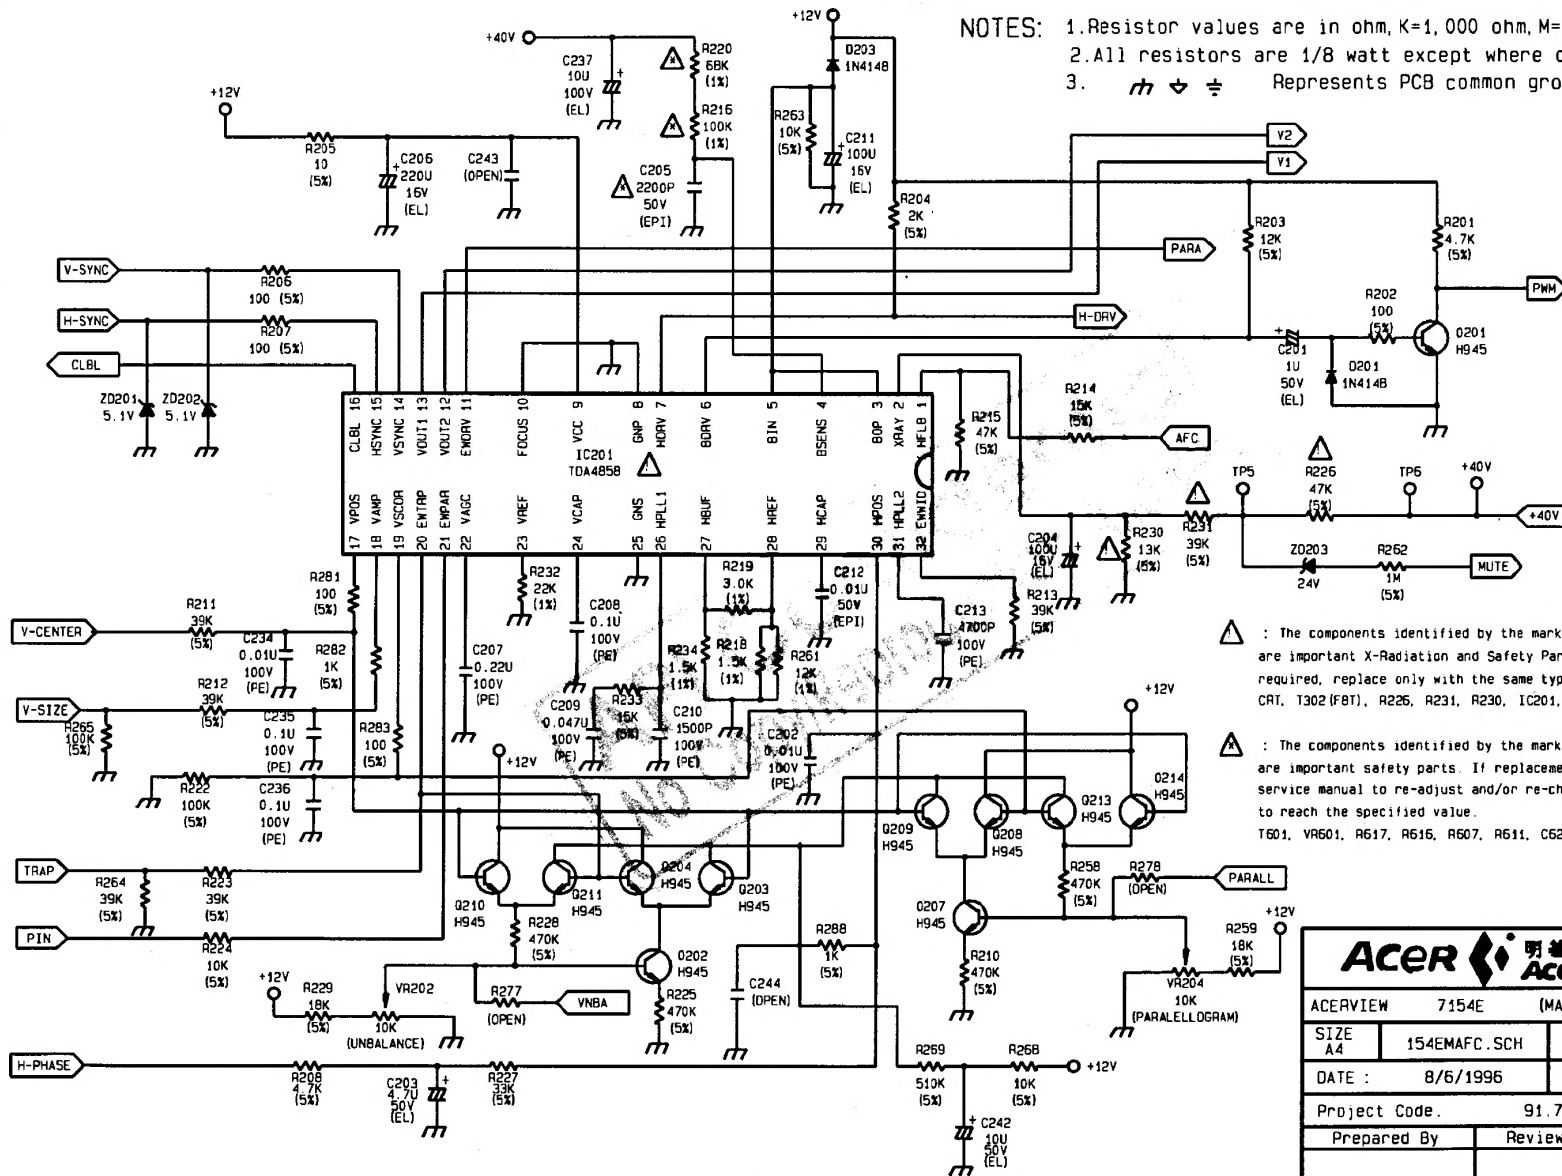 NOTES: 1.Resistor values are in ohm, K=1,000 ohm, M=
2.All resistors are 1/8 watt except where
3. Represents PCB common
+12V
+40V
C237
10U
100V
(EL)
R220
68K
(1%)
R216
100K
(1%)
D203
1N4148
+12V
R205
10
(5%)
C206
220U
16V
(EL)
C243
(OPEN)
C205
2200P
50V
(EPI)
R263
10K
(5%)
C211
100U
16V
(EL)
V2
V1
R204
2K
(5%)
R203
12K
(5%)
R201
4.7K
(5%)
PARA
V-SYNC
R206
100 (5%)
H-SYNC
R207
100 (5%)
CLBL
ZD201
5.1V
ZD202
5.1V
H-DRV
PWM
R202
100
(5%)
C201
1U
50V
(EL)
D201
1N4148
Q201
H945
CLBL 16
HSYNC 15
VSYNC 14
VOUT1 13
VOUT2 12
EWDRV 11
FOCUS 10
VCC 9
GNP 8
HDRV 7
BDRV 6
BIN 5
BSENS 4
BOP 3
XRAY 2
HFLB 1
IC201
TDA4858
17 VPOS
18 VAMP
19 VSCOR
20 EWTRP
21 EWPAR
22 VAGC
23 VREF
24 VCAP
25 GNS
26 HPLL1
27 HBUF
28 HREF
29 HCAP
30 HPOS
31 HPLL2
32 EWWID
R215
47K
(5%)
R214
15K
(5%)
AFC
TP5
R226
47K
(5%)
TP6
+40V
+40V
R231
39K
(5%)
R230
13K
(5%)
C204
100U
16V
(EL)
ZD203
24V
R262
1M
(5%)
MUTE
R281
100
(5%)
R211
39K
(5%)
V-CENTER
C234
0.01U
100V
(PE)
R282
1K
(5%)
R212
39K
(5%)
V-SIZE
R265
100K
(5%)
C235
0.1U
100V
(PE)
R283
100
(5%)
R222
100K
(5%)
C236
0.1U
100V
(PE)
R232
22K
(1%)
C207
0.22U
100V
(PE)
C208
0.1U
100V
(PE)
R219
3.0K
(1%)
R234
1.5K
(1%)
R218
1.5K
(1%)
R261
12K
(1%)
C212
0.01U
50V
(EPI)
C213
4700P
100V
(PE)
R213
39K
(5%)
C209
0.047U
100V
(PE)
R233
15K
(5%)
C210
1500P
100V
(PE)
C202
0.01U
100V
(PE)
+12V
+12V
: The components identified by the mark
are important X-Radiation and Safety
required, replace only with the same
CRT, T302(FBT), R226, R231, R230, IC201,
: The components identified by the mark
are important safety parts. If
service manual to re-adjust and/or
to reach the specified value.
T601, VR601, R617, R616, R607, R611,
TRAP
R264
39K
(5%)
R223
39K
(5%)
PIN
R224
10K
(5%)
Q210
H945
Q211
H945
Q204
H945
Q203
H945
R228
470K
(5%)
Q202
H945
R225
470K
(5%)
+12V
R229
18K
(5%)
VR202
10K
(UNBALANCE)
R277
(OPEN)
VNBA
Q209
H945
Q208
H945
Q213
H945
Q214
H945
R258
470K
(5%)
R278
(OPEN)
PARALL
Q207
H945
R210
470K
(5%)
VR204
10K
(PARALELLOGRAM)
R259
18K
(5%)
+12V
R288
1K
(5%)
C244
(OPEN)
H-PHASE
R208
4.7K
(5%)
C203
4.7U
50V
(EL)
R227
33K
(5%)
R269
510K
(5%)
R268
10K
(5%)
+12V
C242
10U
50V
(EL)
Acer
ACERVIEW 7154E
SIZE
A4
154EMAFC.SCH
DATE : 8/6/1996
Project Code. 91.7
Prepared By